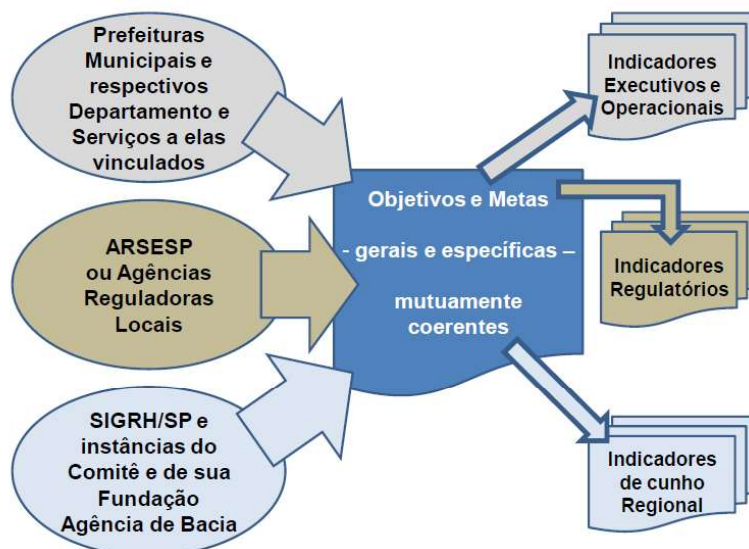 Prefeituras
Municipais e
respectivos
Departamento e
Serviços a elas
vinculados
ARSESP
ou Agências
Reguladoras
Locais
SIGRH/SP e
instâncias do
Comitê e de sua
Fundação
Agência de Bacia
Objetivos e Metas
- gerais e específicas –
mutuamente
coerentes
Indicadores
Executivos e
Operacionais
Indicadores
Regulatórios
Indicadores
de cunho
Regional